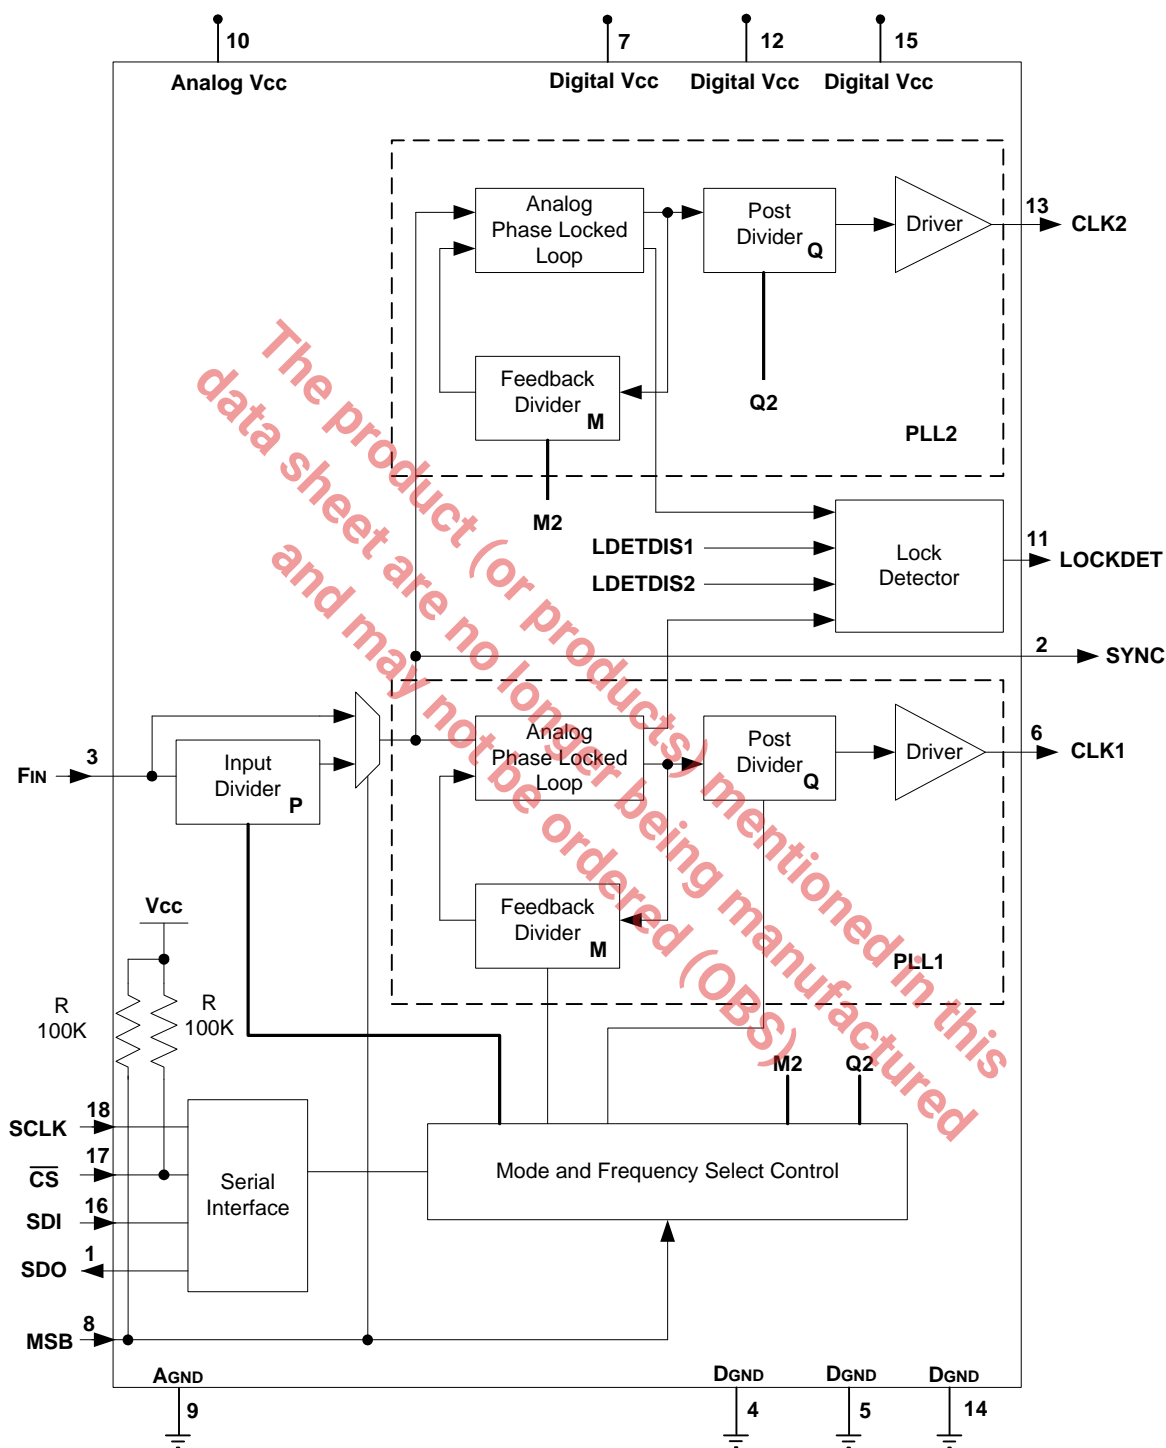 10
7
12
15
Analog Vcc
Digital Vcc
Digital Vcc
Digital Vcc
Analog
Phase Locked
Loop
Post
Divider
Q
Driver
13
CLK2
Feedback
Divider
M
Q2
PLL2
M2
LDETDIS1
LDETDIS2
Lock
Detector
11
LOCKDET
2
SYNC
3
FIN
Input
Divider
P
Analog
Phase Locked
Loop
Post
Divider
Q
Driver
6
CLK1
Feedback
Divider
M
PLL1
Vcc
R
100K
R
100K
M2
Q2
18
SCLK
17
CS
16
SDI
1
SDO
8
MSB
Serial
Interface
Mode and Frequency Select Control
AGND
9
DGND
4
DGND
5
DGND
14
The product (or products) mentioned in this
data sheet are no longer being manufactured
and may not be ordered (OBS)